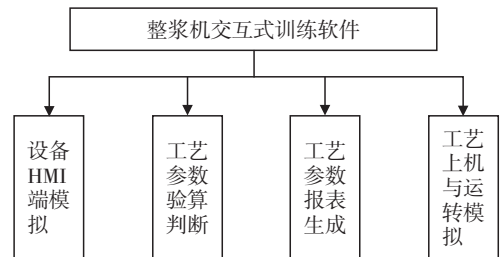 整浆机交互式训练软件
设备
HMI
端模
拟
工艺
参数
验算
判断
工艺
参数
报表
生成
工艺
上机
与运
转模
拟